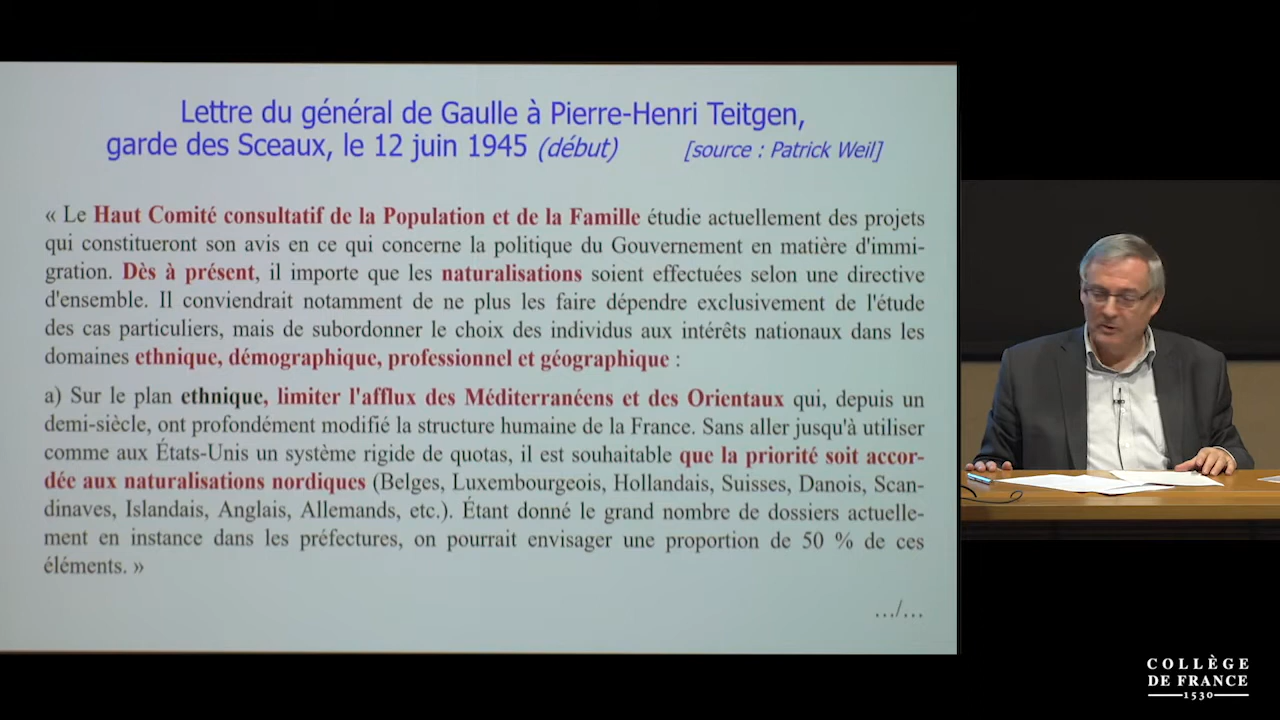 Lettre du général de Gaulle à Pierre-Henri Teitgen,
garde des Sceaux, le 12 juin 1945 (début) [source : Patrick Weil]
« Le Haut Comité consultatif de la Population et de la Famille étudie actuellement des projets
qui constitueront son avis en ce qui concerne la politique du Gouvernement en matière d'immi-
gration. Dès à présent, il importe que les naturalisations soient effectuées selon une directive
d'ensemble. Il conviendrait notamment de ne plus les faire dépendre exclusivement de l'étude
des cas particuliers, mais de subordonner le choix des individus aux intérêts nationaux dans les
domaines ethnique, démographique, professionnel et géographique :
a) Sur le plan ethnique, limiter l'afflux des Méditerranéens et des Orientaux qui, depuis un
demi-siècle, ont profondément modifié la structure humaine de la France. Sans aller jusqu'à utiliser
comme aux États-Unis un système rigide de quotas, il est souhaitable que la priorité soit accor-
dée aux naturalisations nordiques (Belges, Luxembourgeois, Hollandais, Suisses, Danois, Scan-
dinaves, Islandais, Anglais, Allemands, etc.). Étant donné le grand nombre de dossiers actuelle-
ment en instance dans les préfectures, on pourrait envisager une proportion de 50 % de ces
éléments. »
…/…
COLLÈGE
DE FRANCE
1530